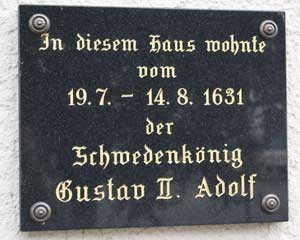 In diesem Haus wohnte
vom
19.7. – 14.8. 1631
der
Schwedenkönig
Gustav II. Adolf